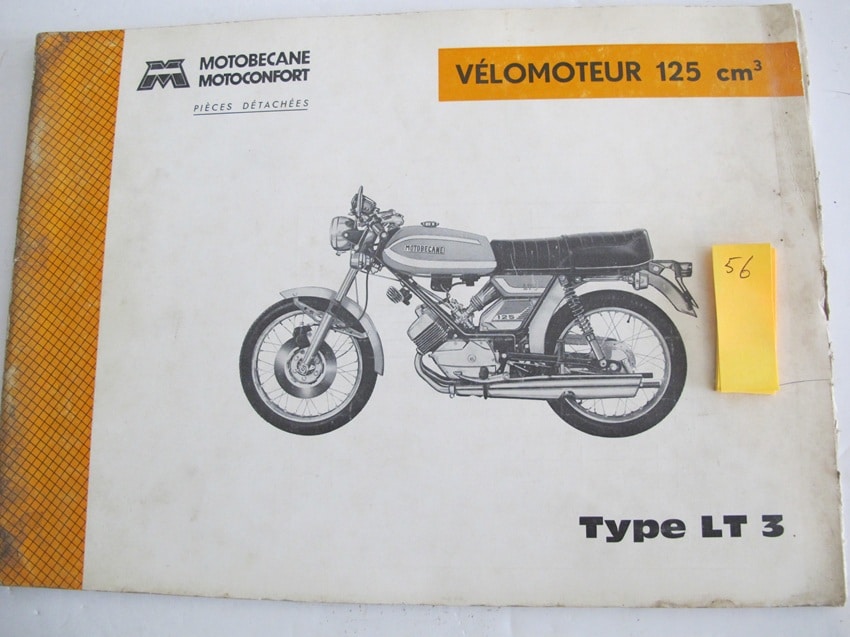 MOTOBECANE
MOTOCONFORT
PIÈCES DÉTACHÉES
VÉLOMOTEUR 125 cm³
MOTOBECANE
125
56
Type LT 3